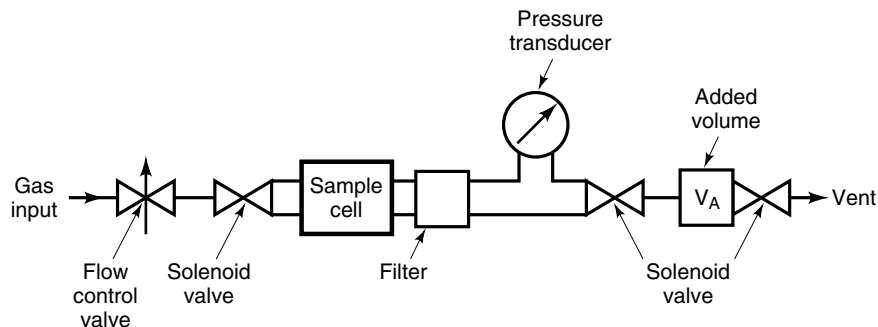 Pressure
transducer
Added
volume
Gas
input
Sample
cell
V_A
Vent
Flow
control
valve
Solenoid
valve
Filter
Solenoid
valve